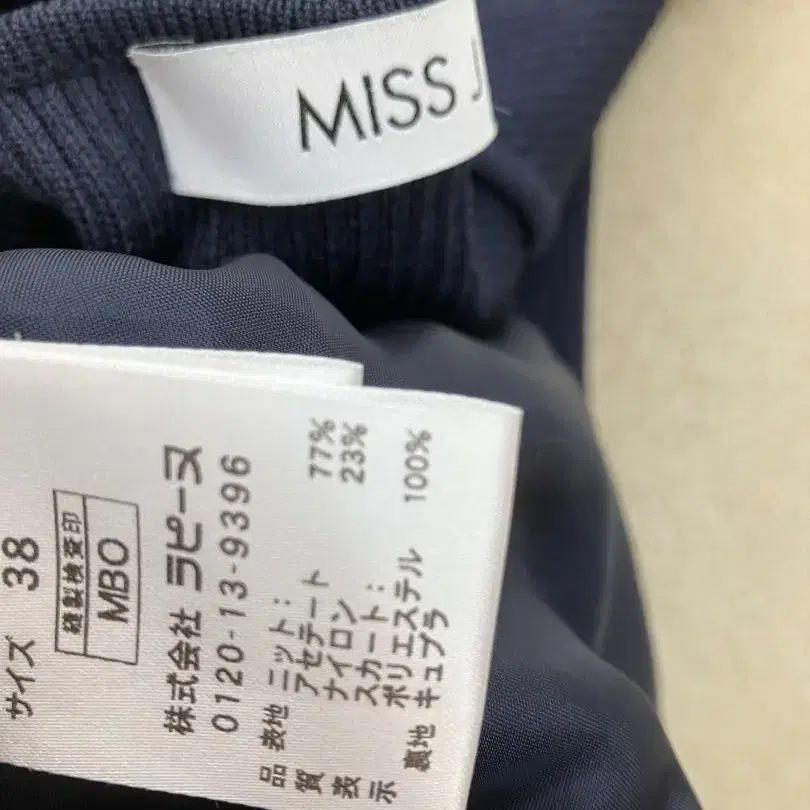 MISS J
サイズ 38
縫製検査印
MBO
株式会社 ラピーヌ
0120-13-9396
品質表示
表地 ニット:
アセテート 77%
ナイロン 23%
スカート:
ポリエステル 100%
裏地 キュプラ